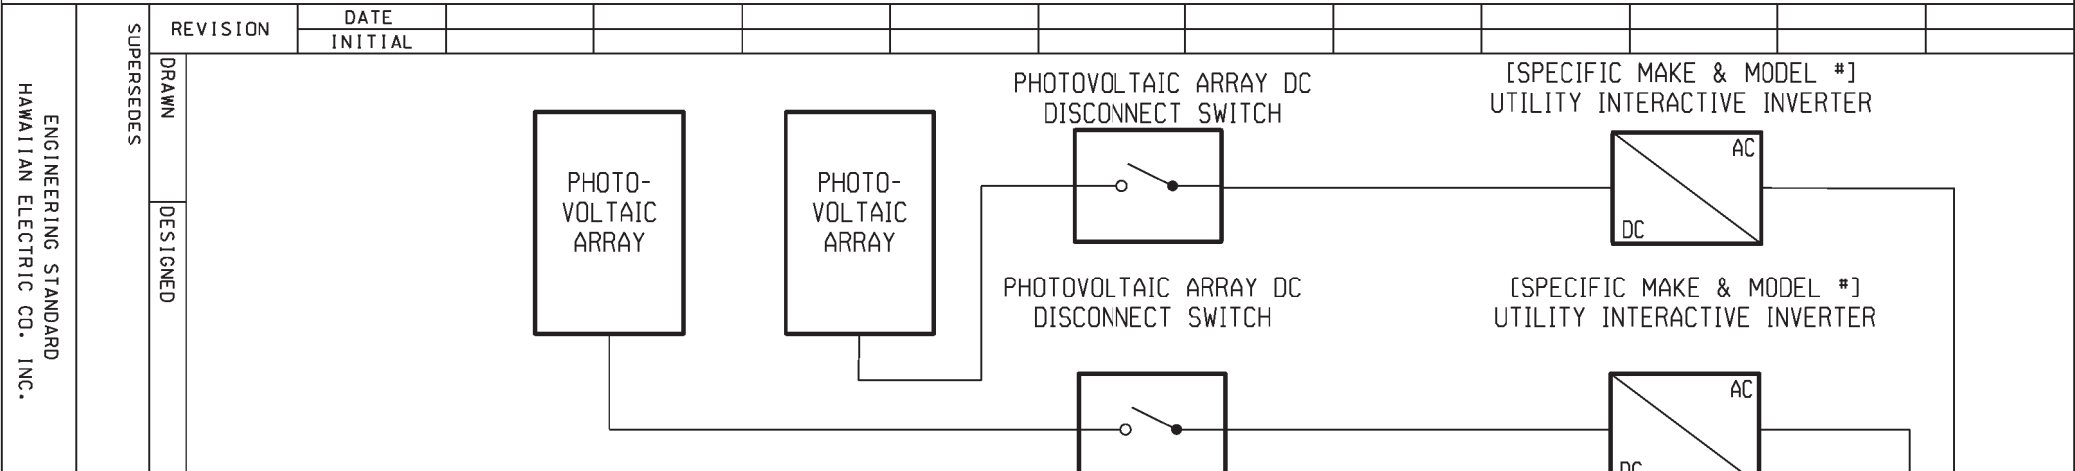 REVISION
DATE
INITIAL
SUPERSEDES
ENGINEERING STANDARD
HAWAIIAN ELECTRIC CO. INC.
DRAWN
DESIGNED
PHOTO-
VOLTAIC
ARRAY
PHOTO-
VOLTAIC
ARRAY
PHOTOVOLTAIC ARRAY DC
DISCONNECT SWITCH
[SPECIFIC MAKE & MODEL #]
UTILITY INTERACTIVE INVERTER
AC
DC
PHOTOVOLTAIC ARRAY DC
DISCONNECT SWITCH
[SPECIFIC MAKE & MODEL #]
UTILITY INTERACTIVE INVERTER
AC
DC